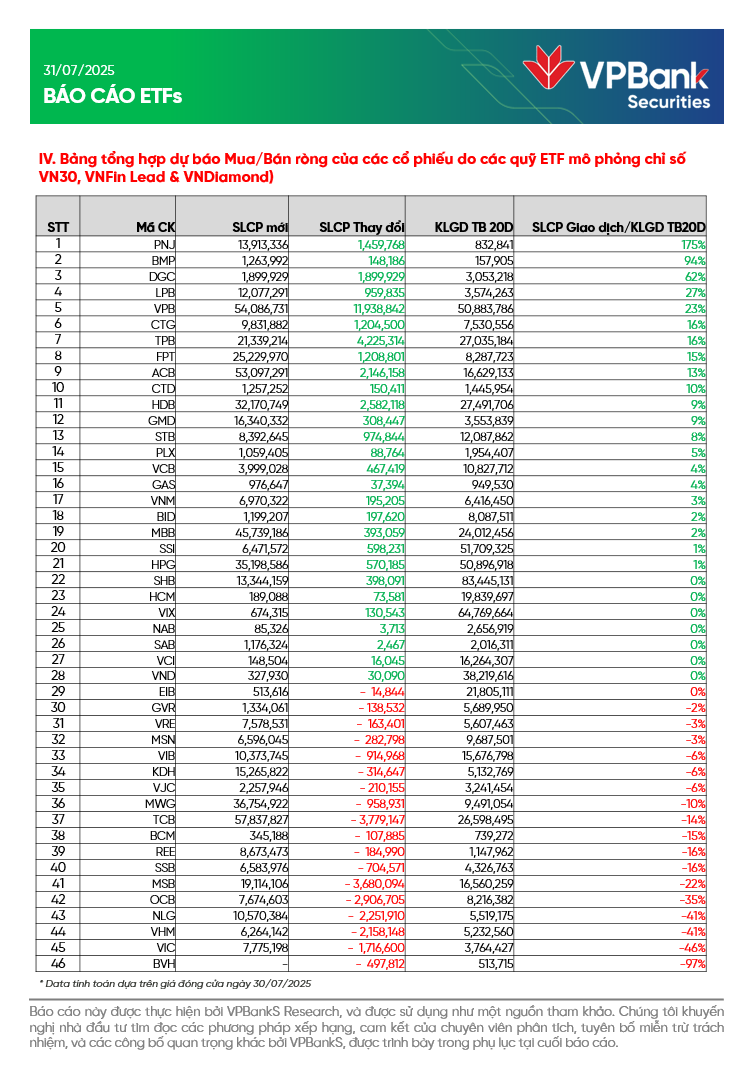 31/07/2025
BÁO CÁO ETFs
VPBank
Securities
IV. Bảng tổng hợp dự báo Mua/Bán ròng của các cổ phiếu do các quỹ ETF mô phỏng chỉ số
VN30, VNFin Lead & VNDiamond)
STT Mã CK SLCP mới SLCP Thay đổi KLGD TB 20D SLCP Giao dịch/KLGD TB20D
1 PNJ 13,913,336 1,459,768 832,841 175%
2 BMP 1,263,992 148,186 157,905 94%
3 DGC 1,899,929 1,899,929 3,053,218 62%
4 LPB 12,077,291 959,835 3,574,263 27%
5 VPB 54,086,731 11,938,842 50,883,786 23%
6 CTG 9,831,882 1,204,500 7,530,556 16%
7 TPB 21,339,214 4,225,314 27,035,184 16%
8 FPT 25,229,970 1,208,801 8,287,723 15%
9 ACB 53,097,291 2,146,158 16,629,133 13%
10 CTD 1,257,252 150,411 1,445,954 10%
11 HDB 32,170,749 2,582,118 27,491,706 9%
12 GMD 16,340,332 308,447 3,553,839 9%
13 STB 8,392,645 974,844 12,087,862 8%
14 PLX 1,059,405 88,764 1,954,407 5%
15 VCB 3,999,028 467,419 10,827,712 4%
16 GAS 976,647 37,394 949,530 4%
17 VNM 6,970,322 195,205 6,416,450 3%
18 BID 1,199,207 197,620 8,087,511 2%
19 MBB 45,739,186 393,059 24,012,456 2%
20 SSI 6,471,572 598,231 51,709,325 1%
21 HPG 35,198,586 570,185 50,896,918 1%
22 SHB 13,344,159 398,091 83,445,131 0%
23 HCM 189,088 73,581 19,839,697 0%
24 VIX 674,315 130,543 64,769,664 0%
25 NAB 85,326 3,713 2,656,919 0%
26 SAB 1,176,324 2,467 2,016,311 0%
27 VCI 148,504 16,045 16,264,307 0%
28 VND 327,930 30,090 38,219,616 0%
29 EIB 513,616 - 14,844 21,805,111 0%
30 GVR 1,334,061 - 138,532 5,689,950 -2%
31 VRE 7,578,531 - 163,401 5,607,463 -3%
32 MSN 6,596,045 - 282,798 9,687,501 -3%
33 VIB 10,373,745 - 914,968 15,676,798 -6%
34 KDH 15,265,822 - 314,647 5,132,769 -6%
35 VJC 2,257,946 - 210,155 3,241,454 -6%
36 MWG 36,754,922 - 958,931 9,491,054 -10%
37 TCB 57,837,827 - 3,779,147 26,598,495 -14%
38 BCM 345,188 - 107,885 739,272 -15%
39 REE 8,673,473 - 184,990 1,147,962 -16%
40 SSB 6,583,976 - 704,571 4,326,763 -16%
41 MSB 19,114,106 - 3,680,094 16,560,259 -22%
42 OCB 7,674,603 - 2,906,705 8,216,382 -35%
43 NLG 10,570,384 - 2,251,910 5,519,175 -41%
44 VHM 6,264,142 - 2,158,148 5,232,560 -41%
45 VIC 7,775,198 - 1,716,600 3,764,427 -46%
46 BVH - - 497,812 513,715 -97%
* Data tính toán dựa trên giá đóng cửa ngày 30/07/2025
Báo cáo này được thực hiện bởi VPBankS Research, và được sử dụng như một nguồn tham khảo. Chúng tôi khuyến
nghị nhà đầu tư tìm đọc các phương pháp xếp hạng, cam kết của chuyên viên phân tích, tuyên bố miễn trừ trách
nhiệm, và các công bố quan trọng khác bởi VPBankS, được trình bày trong phụ lục tại cuối báo cáo.